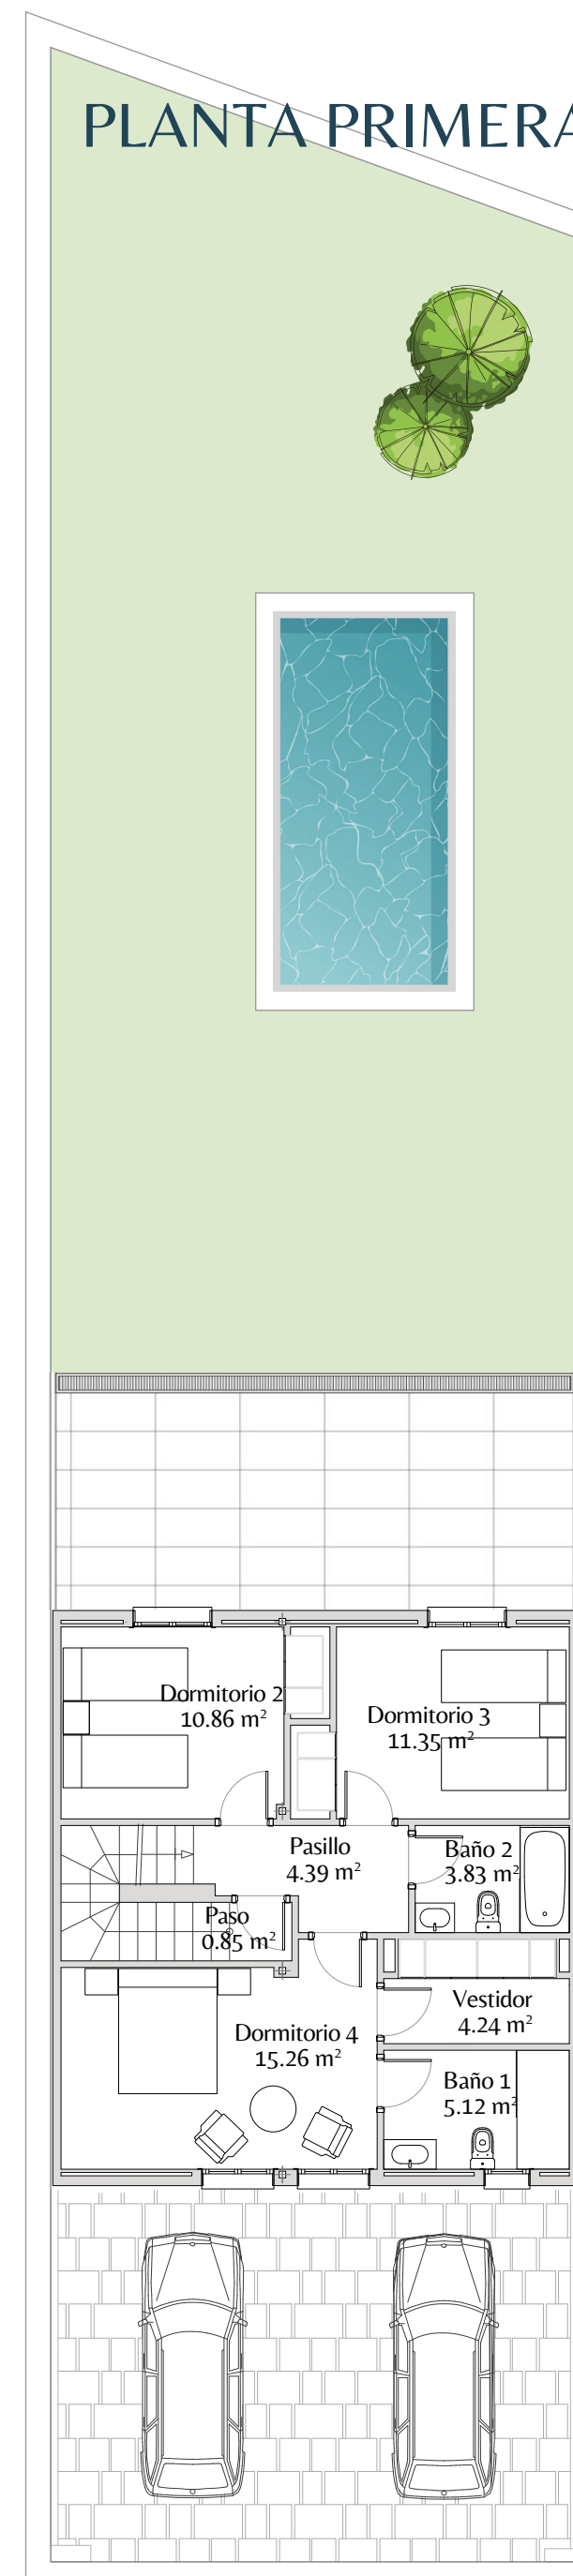 PLANTA PRIMERA
Dormitorio 2
10.86 m²
Dormitorio 3
11.35 m²
Pasillo
4.39 m²
Baño 2
3.83 m²
Paso
0.85 m²
Vestidor
4.24 m²
Dormitorio 4
15.26 m²
Baño 1
5.12 m²